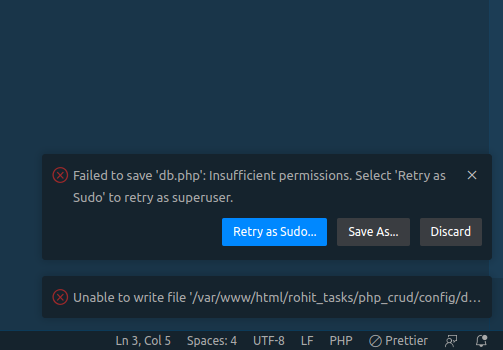 Failed to save 'db.php': Insufficient permissions. Select 'Retry as
Sudo' to retry as superuser.
Retry as Sudo... Save As... Discard
Unable to write file '/var/www/html/rohit_tasks/php_crud/config/d...
Ln 3, Col 5 Spaces: 4 UTF-8 LF PHP Prettier